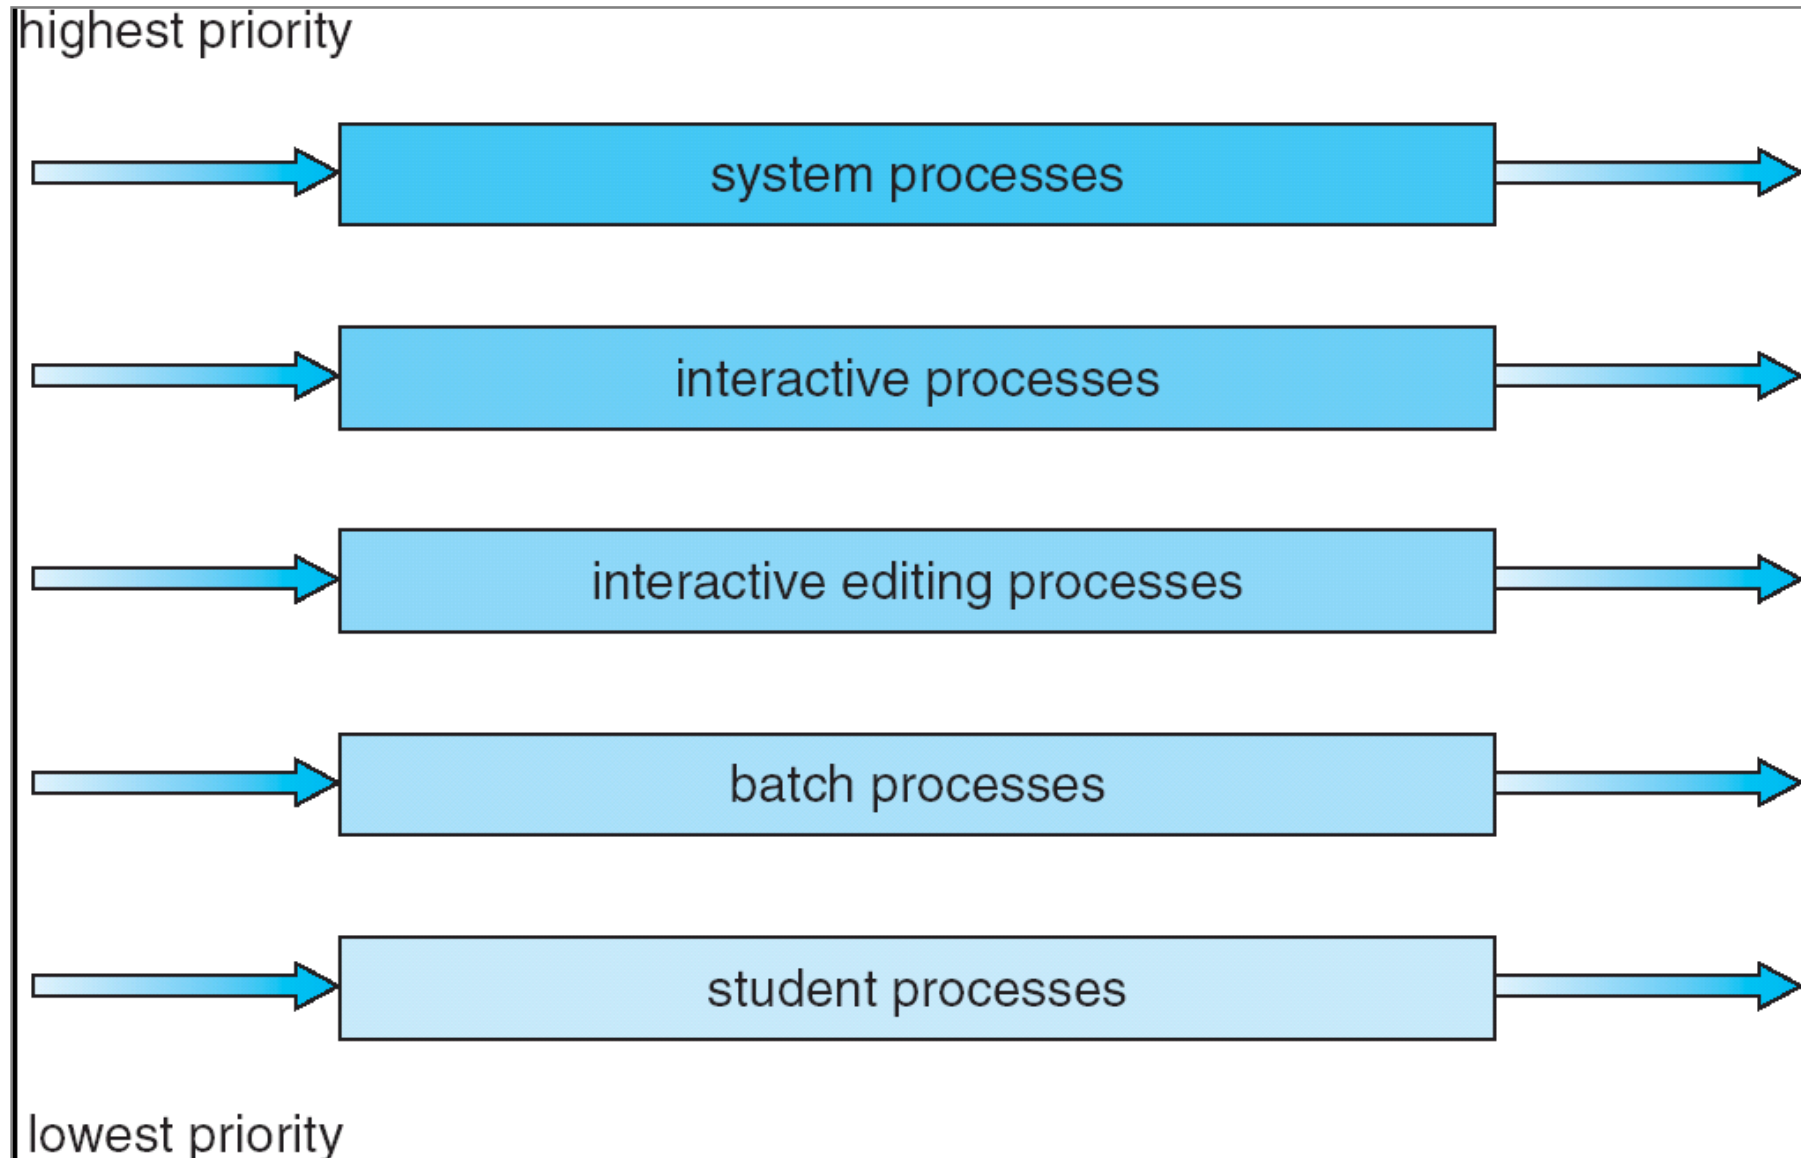 highest priority
system processes
interactive processes
interactive editing processes
batch processes
student processes
lowest priority